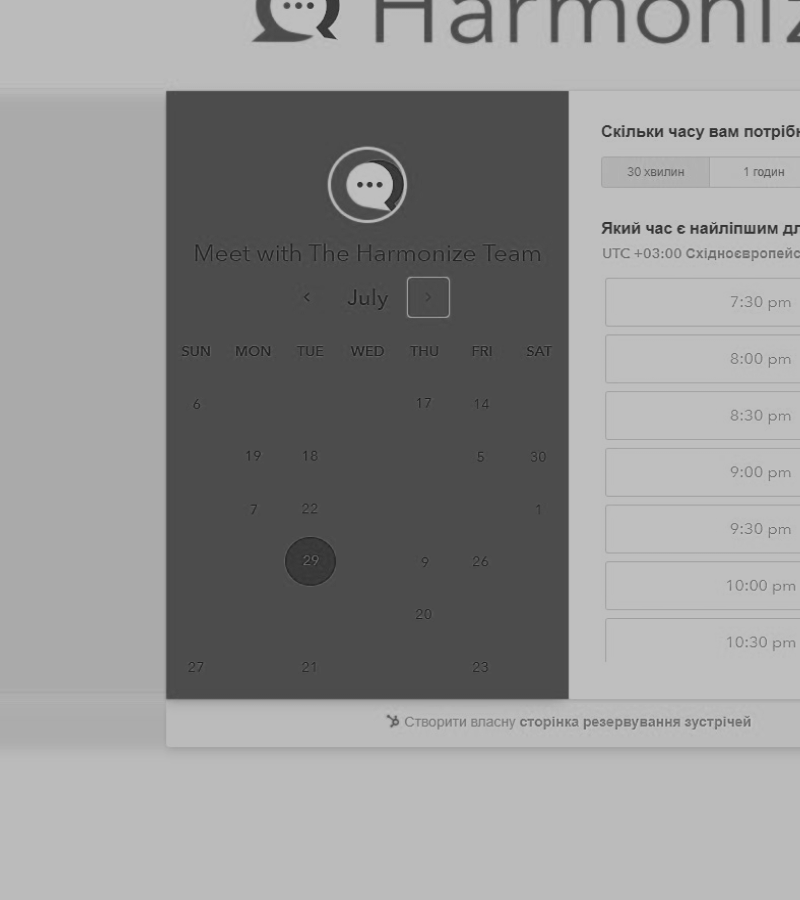 Harmoniz
Meet with The Harmonize Team
July
SUN MON TUE WED THU FRI SAT
6 17 14
19 18 5 30
7 22 1
29 9 26
20
27 21 23
Скільки часу вам потрібн
30 хвилин 1 годин
Який час є найліпшим дл
UTC +03:00 Східноєвропейс
7:30 pm
8:00 pm
8:30 pm
9:00 pm
9:30 pm
10:00 pm
10:30 pm
Створити власну сторінка резервування зустрічей